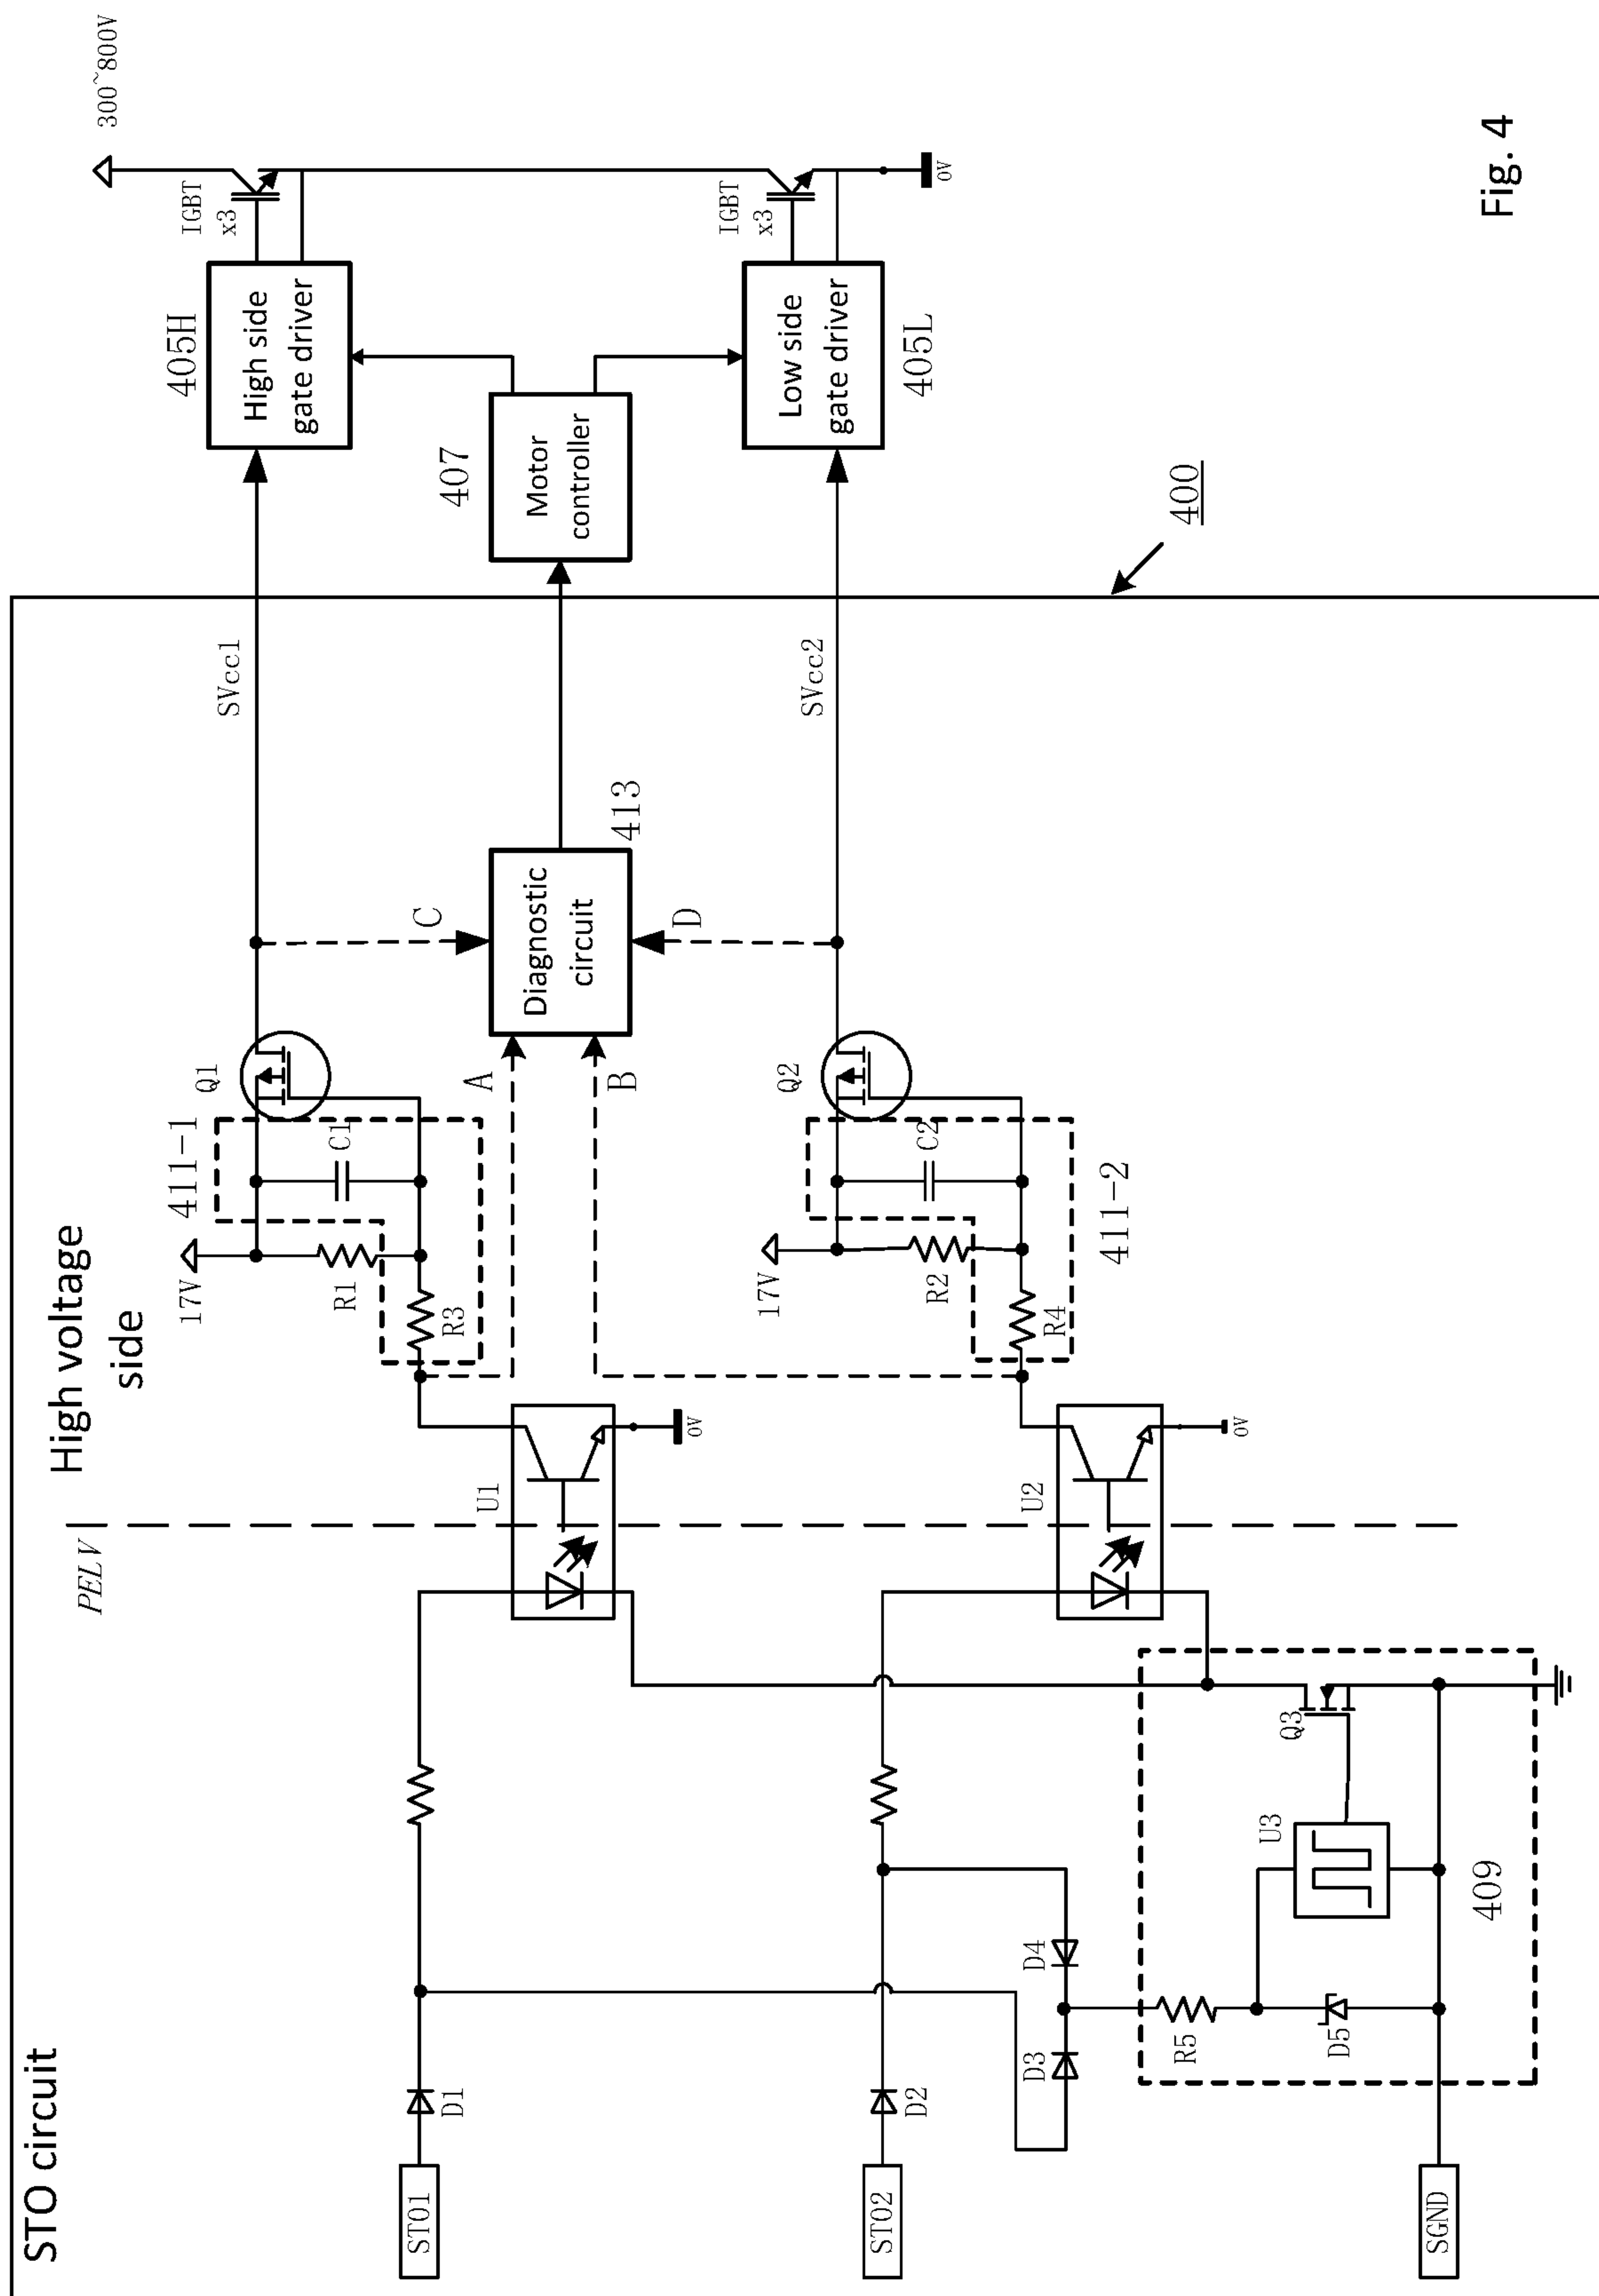 STO circuit
High voltage
side
PELV
300~800V
IGBT
x3
405H
High side
gate driver
SVcc1
Q1
411-1
C1
17V
R1
R3
U1
0V
A
C
407
Motor
controller
413
Diagnostic
circuit
B
D
D1
STO1
IGBT
x3
0V
Low side
gate driver
405L
SVcc2
Q2
C2
17V
R2
R4
411-2
U2
0V
D2
STO2
D3
D4
R5
D5
U3
Q3
409
SGND
400
Fig. 4